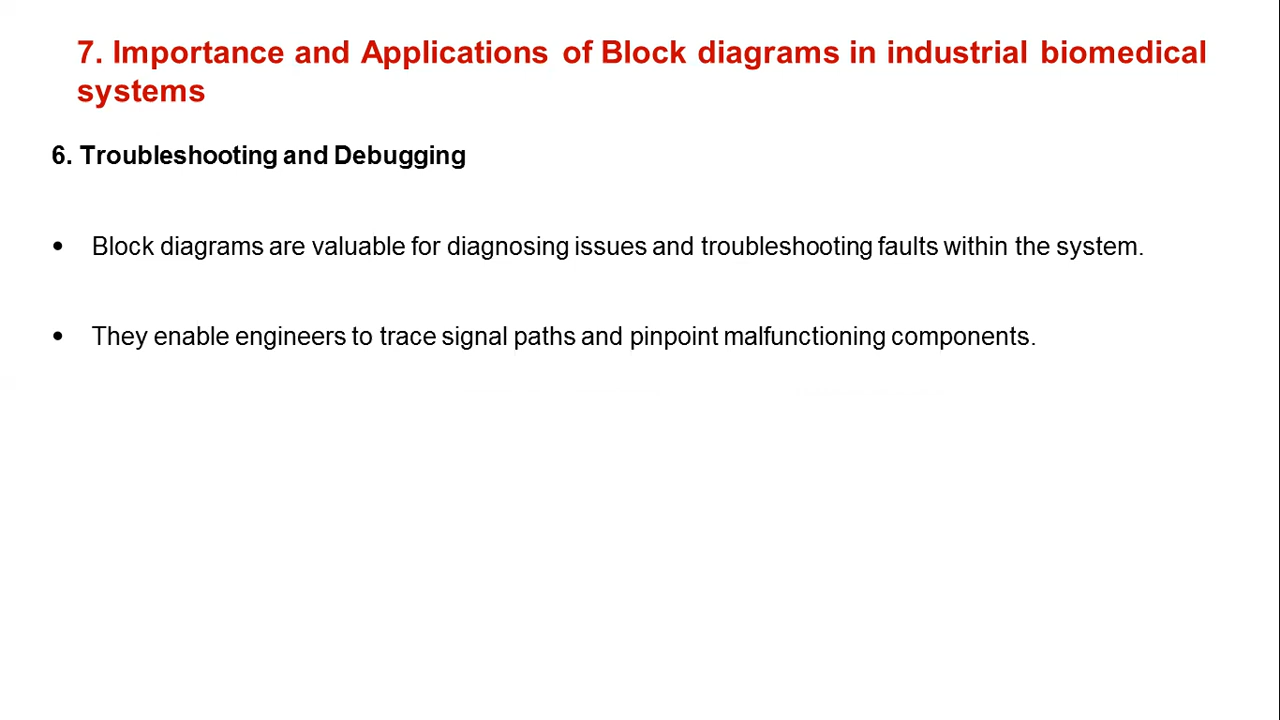 7. Importance and Applications of Block diagrams in industrial biomedical
systems
6. Troubleshooting and Debugging
• Block diagrams are valuable for diagnosing issues and troubleshooting faults within the system.
• They enable engineers to trace signal paths and pinpoint malfunctioning components.